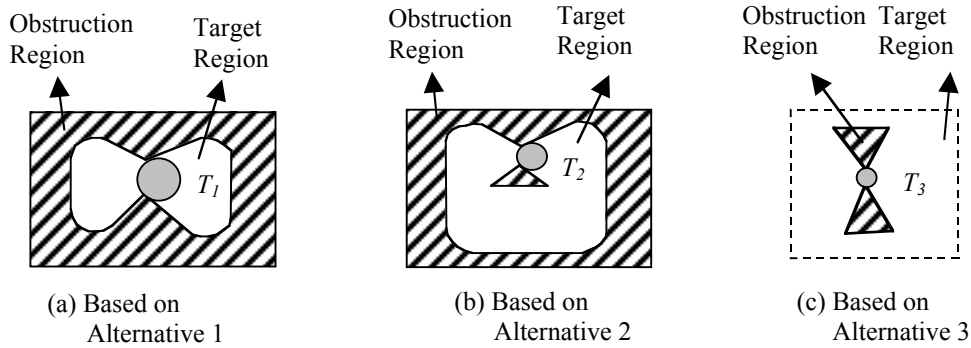 Obstruction
Region
Target
Region
T1
(a) Based on
Alternative 1
Obstruction
Region
Target
Region
T2
(b) Based on
Alternative 2
Obstruction
Region
Target
Region
T3
(c) Based on
Alternative 3